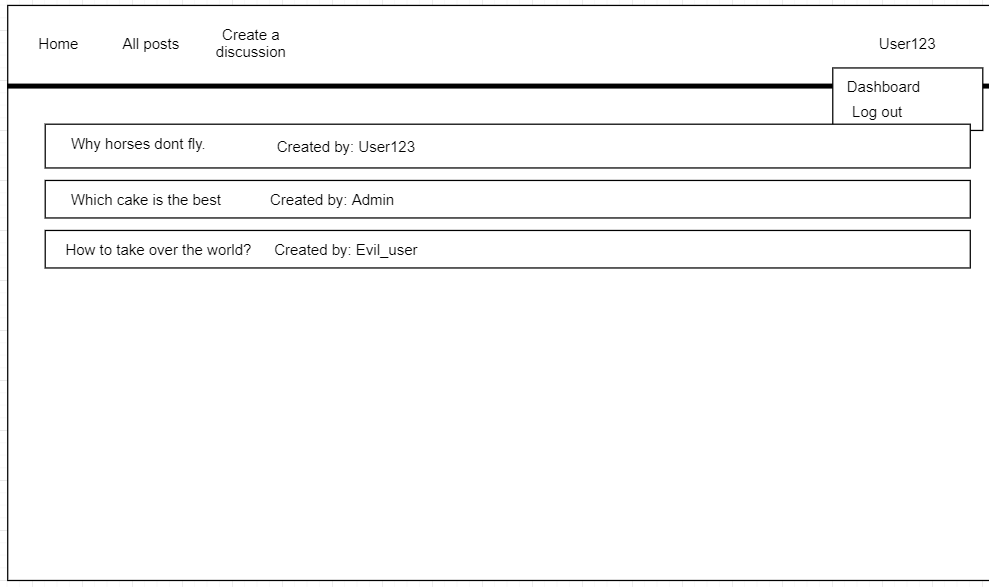 Home
All posts
Create a
discussion
User123
Dashboard
Log out
Why horses dont fly.
Created by: User123
Which cake is the best
Created by: Admin
How to take over the world?
Created by: Evil_user